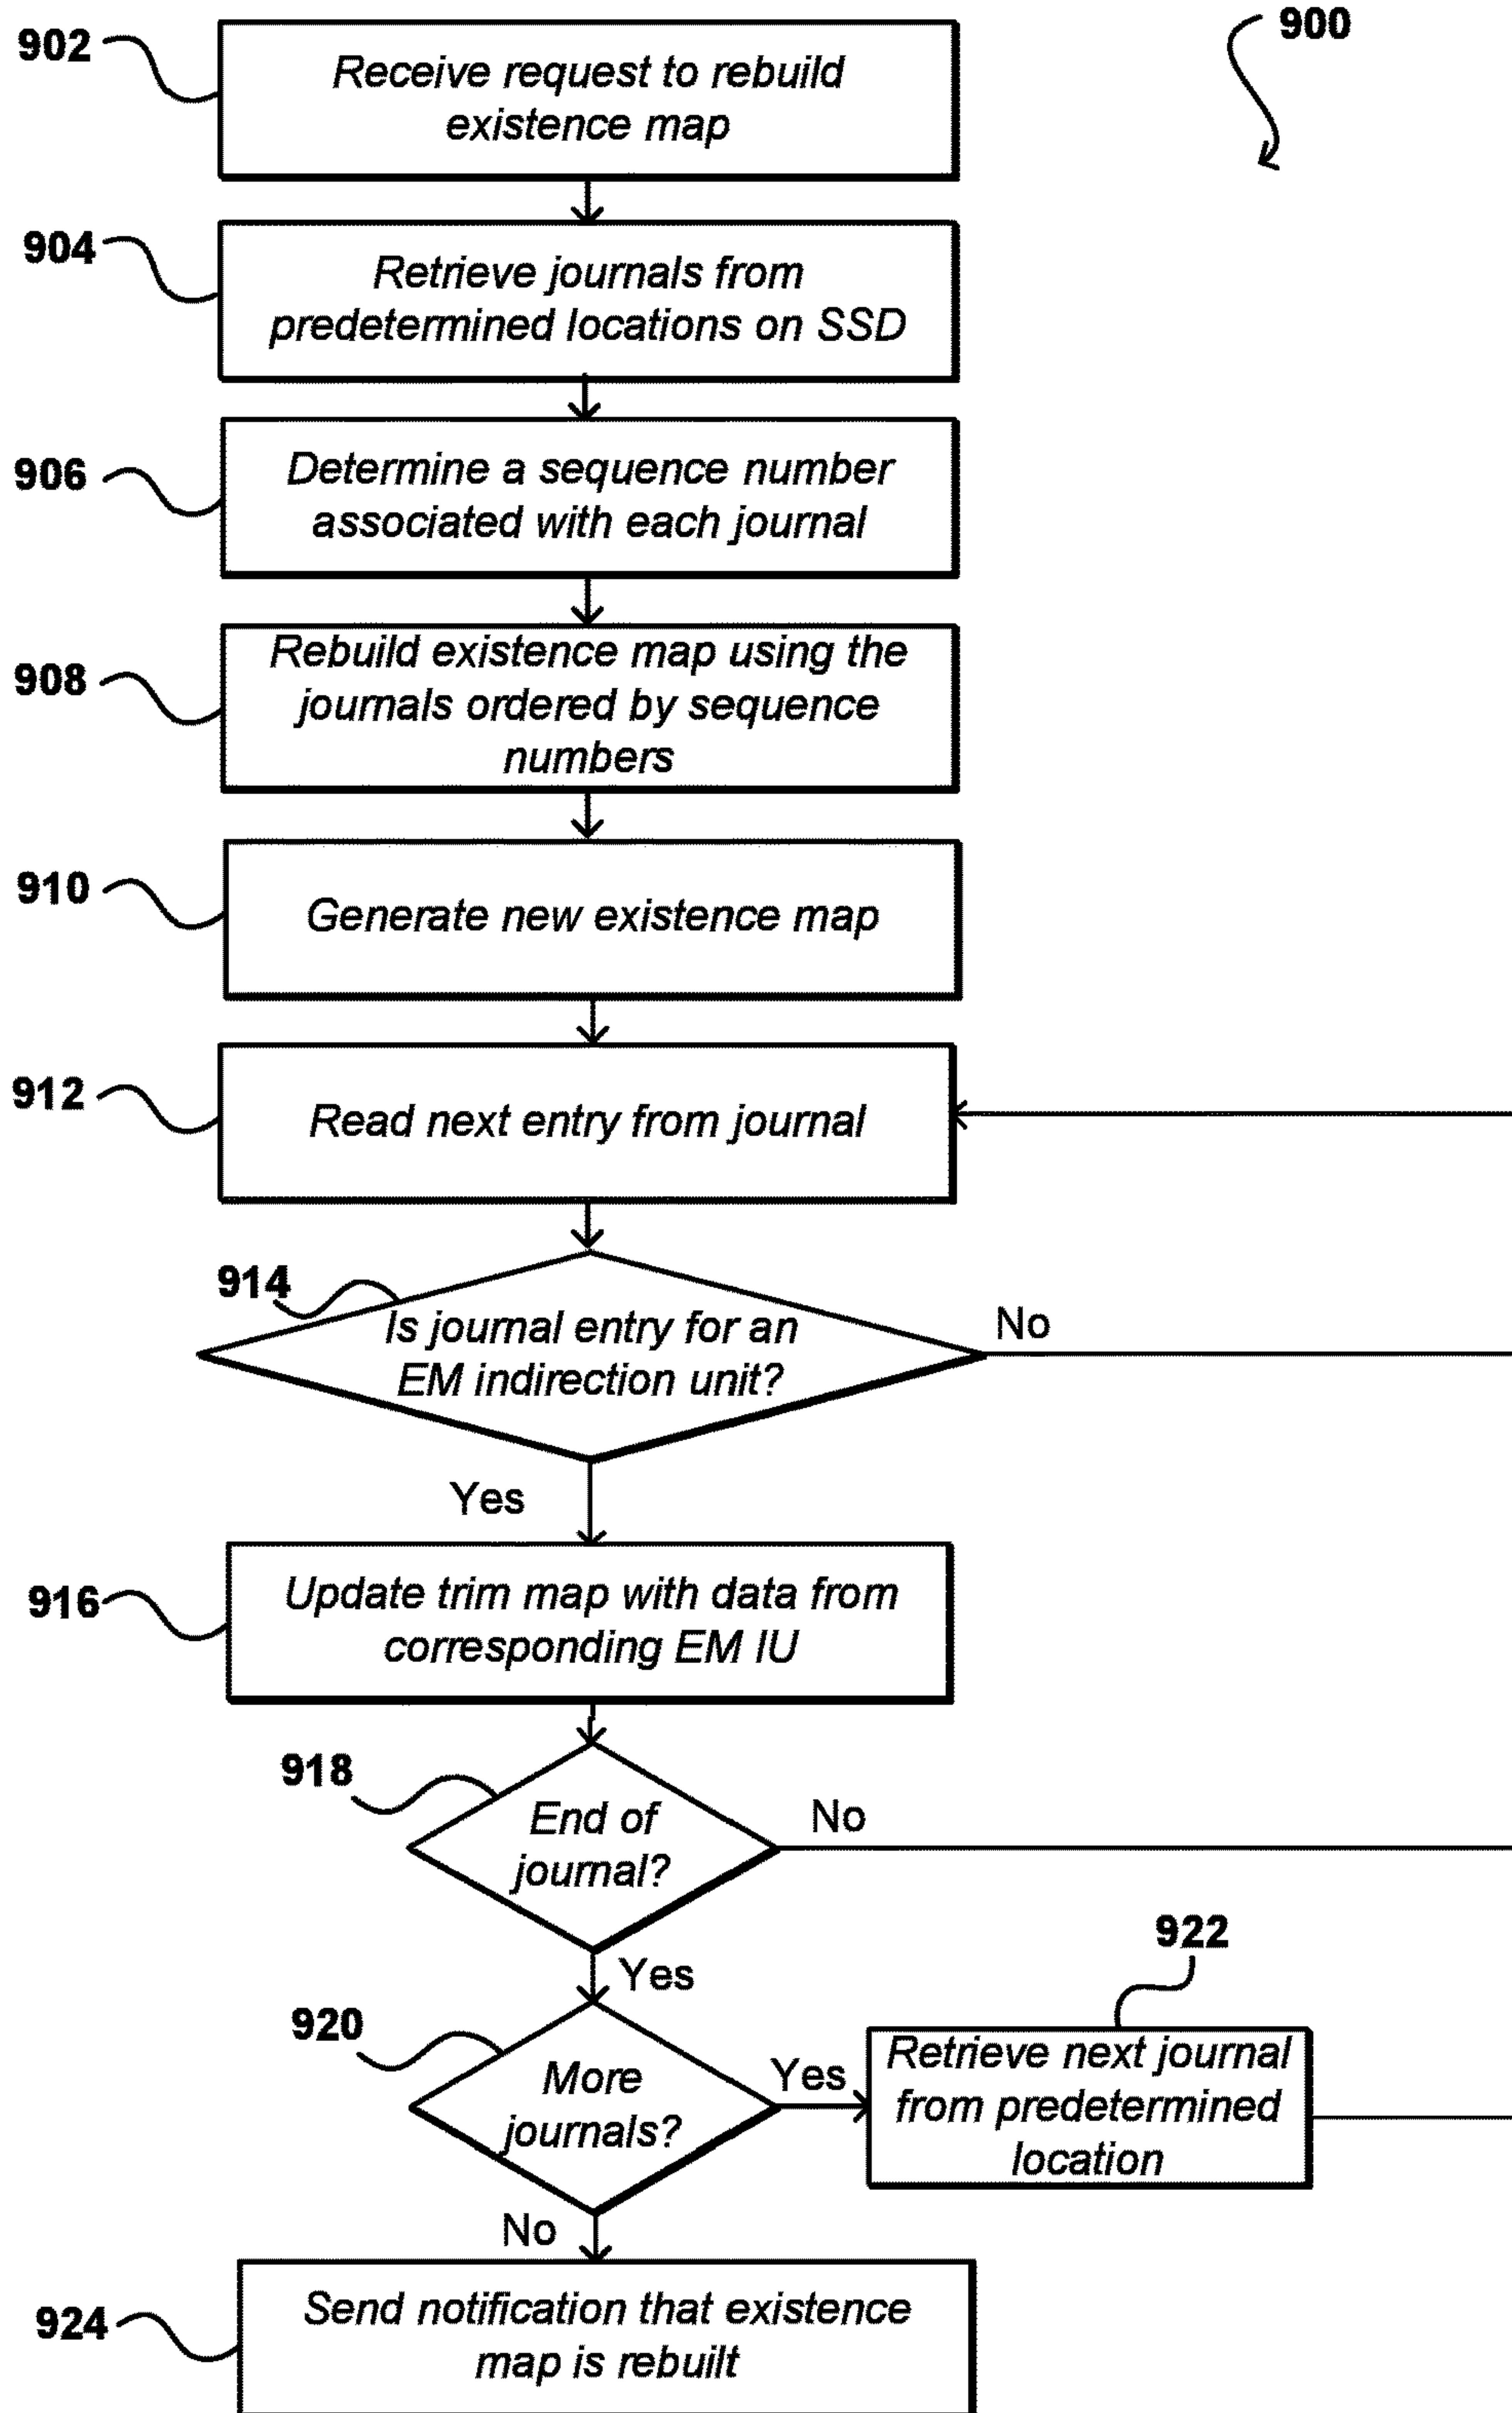 902
900
Receive request to rebuild
existence map
904
Retrieve journals from
predetermined locations on SSD
906
Determine a sequence number
associated with each journal
908
Rebuild existence map using the
journals ordered by sequence
numbers
910
Generate new existence map
912
Read next entry from journal
914
Is journal entry for an
EM indirection unit?
No
Yes
916
Update trim map with data from
corresponding EM IU
918
End of
journal?
No
Yes
922
920
More
journals?
Yes
Retrieve next journal
from predetermined
location
No
924
Send notification that existence
map is rebuilt